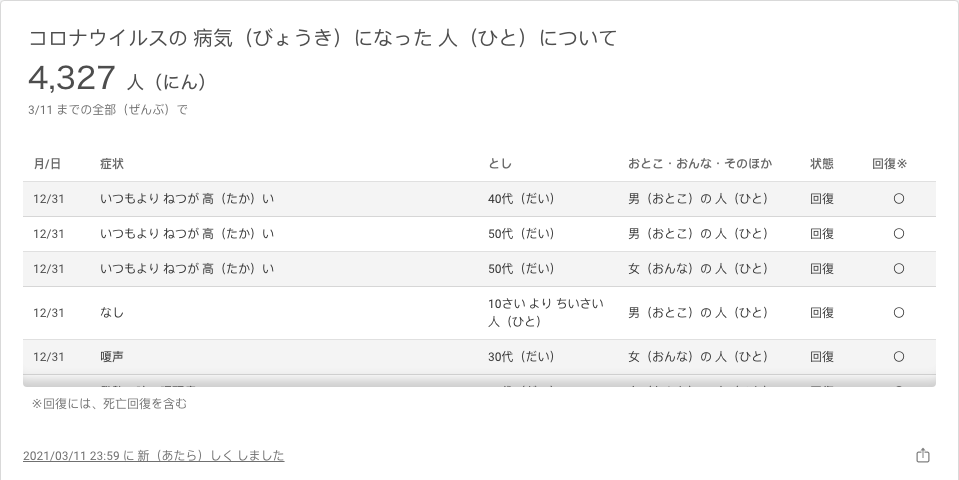 コロナウイルスの 病気（びょうき）になった 人（ひと）について
4,327 人（にん）
3/11 までの全部（ぜんぶ）で
月/日 症状 とし おとこ・おんな・そのほか 状態 回復※
12/31 いつもより ねつが 高（たか）い 40代（だい） 男（おとこ）の 人（ひと） 回復 〇
12/31 いつもより ねつが 高（たか）い 50代（だい） 男（おとこ）の 人（ひと） 回復 〇
12/31 いつもより ねつが 高（たか）い 50代（だい） 女（おんな）の 人（ひと） 回復 〇
12/31 なし 10さい より ちいさい 人（ひと） 男（おとこ）の 人（ひと） 回復 〇
12/31 嗄声 30代（だい） 女（おんな）の 人（ひと） 回復 〇
※回復には、死亡回復を含む
2021/03/11 23:59 に 新（あたら）しく しました